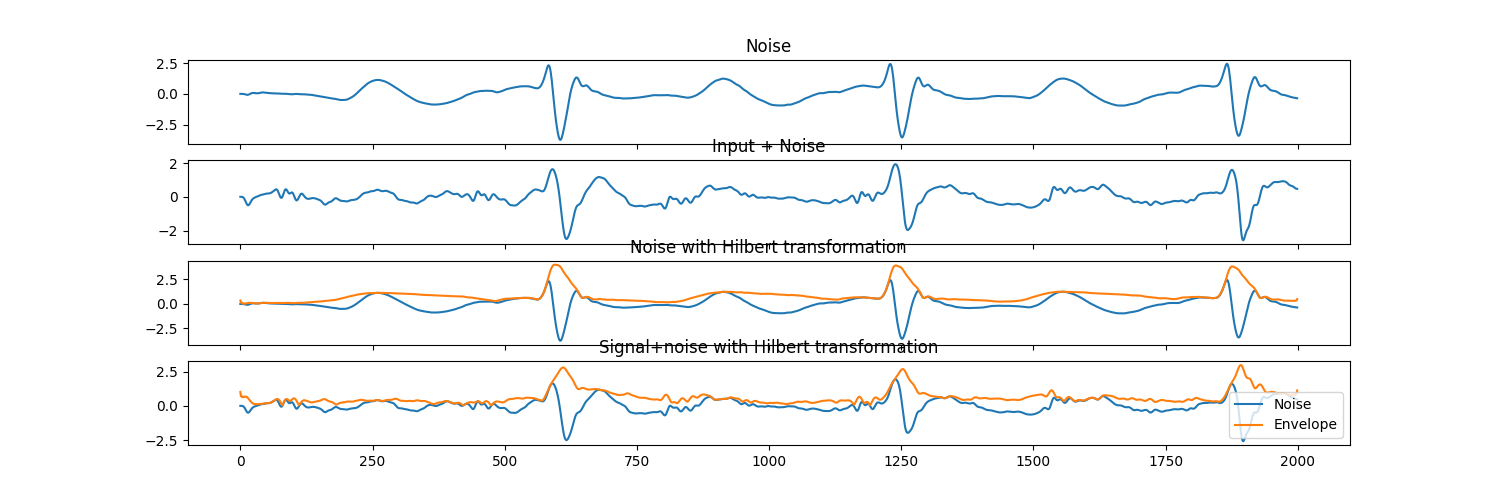 Noise
2.5
0.0
−2.5
Input + Noise
2
0
−2
Noise with Hilbert transformation
2.5
0.0
−2.5
Signal+noise with Hilbert transformation
2.5
0.0
−2.5
Noise
Envelope
0 250 500 750 1000 1250 1500 1750 2000